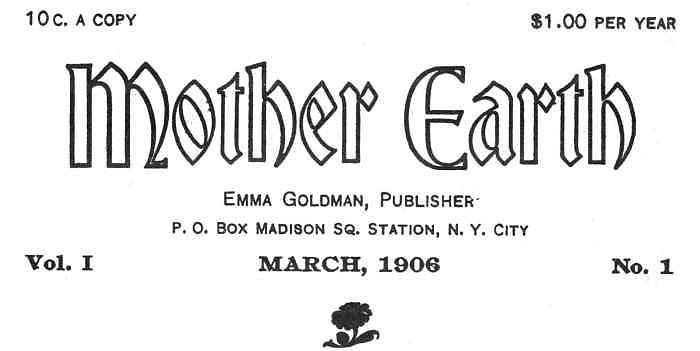 10c. A COPY $1.00 PER YEAR
Mother Earth
EMMA GOLDMAN, PUBLISHER
P. O. BOX MADISON SQ. STATION, N. Y. CITY
Vol. I MARCH, 1906 No. 1